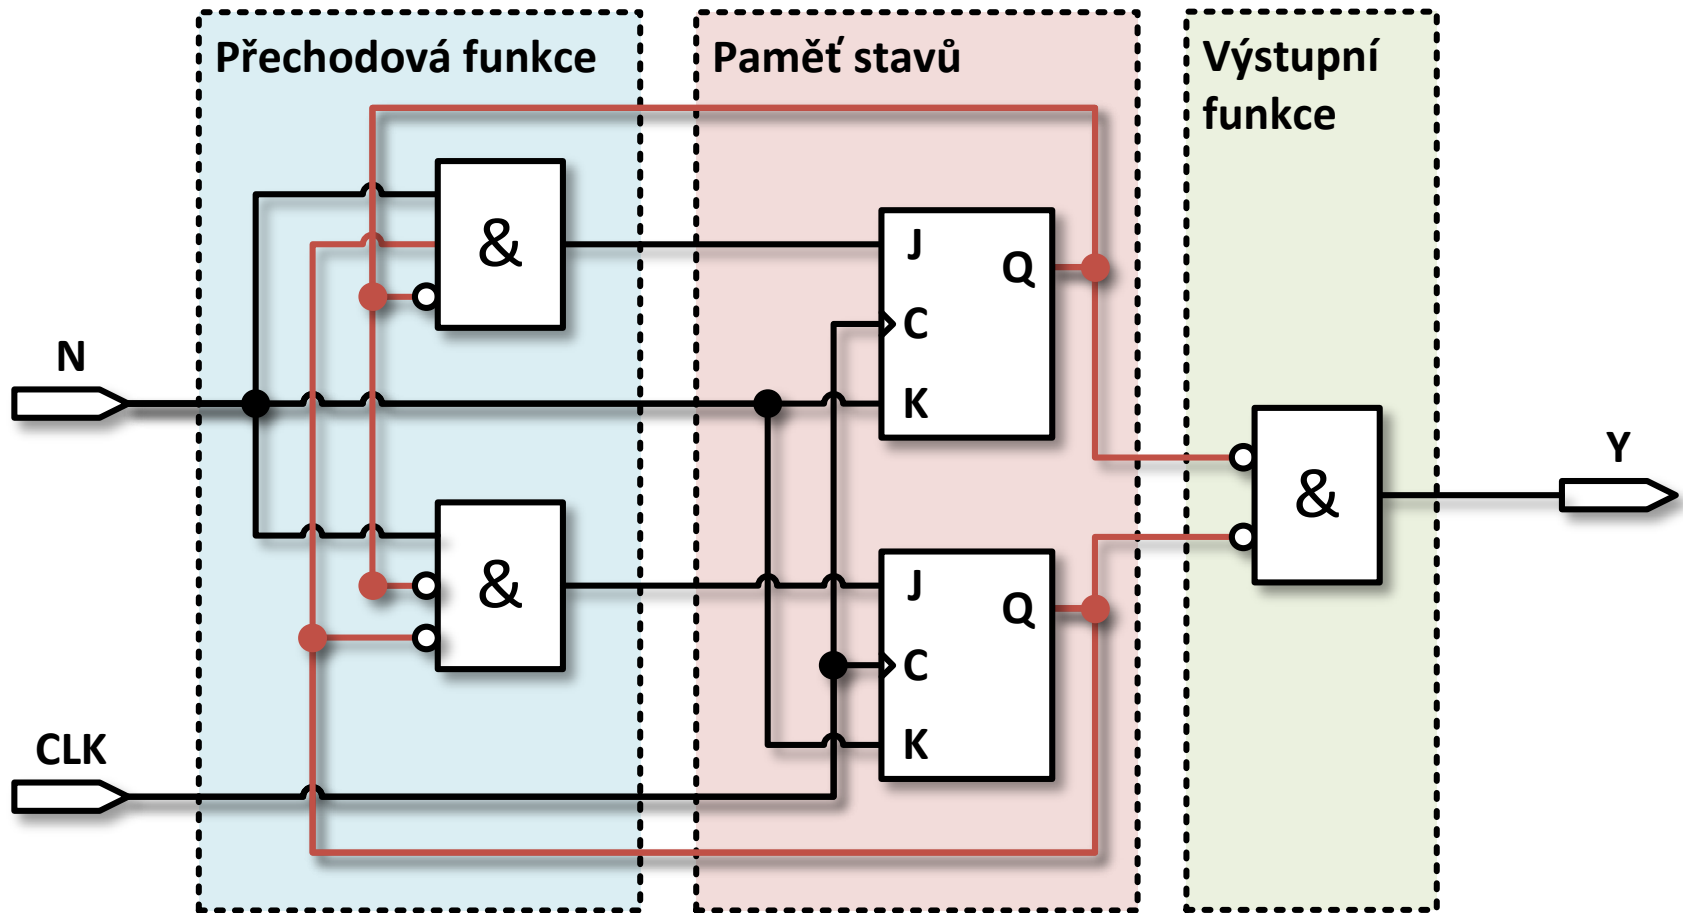 Přechodová funkce
Paměť stavů
Výstupní
funkce
&
J
Q
C
K
N
&
Y
&
J
Q
C
K
CLK